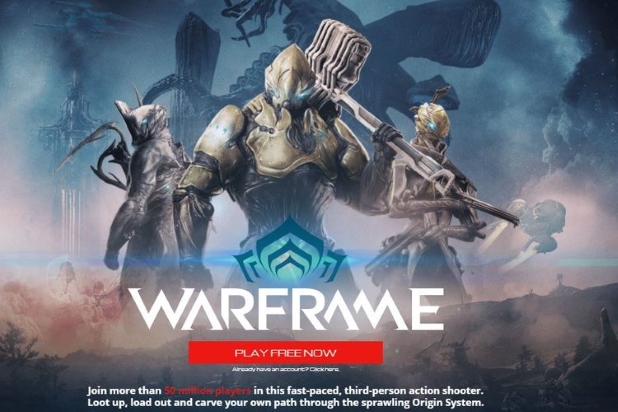 WARFRAME
PLAY FREE NOW
Already have an account? Click here.
Join more than 50 million players in this fast-paced, third-person action shooter.
Loot up, load out and carve your own path through the sprawling Origin System.